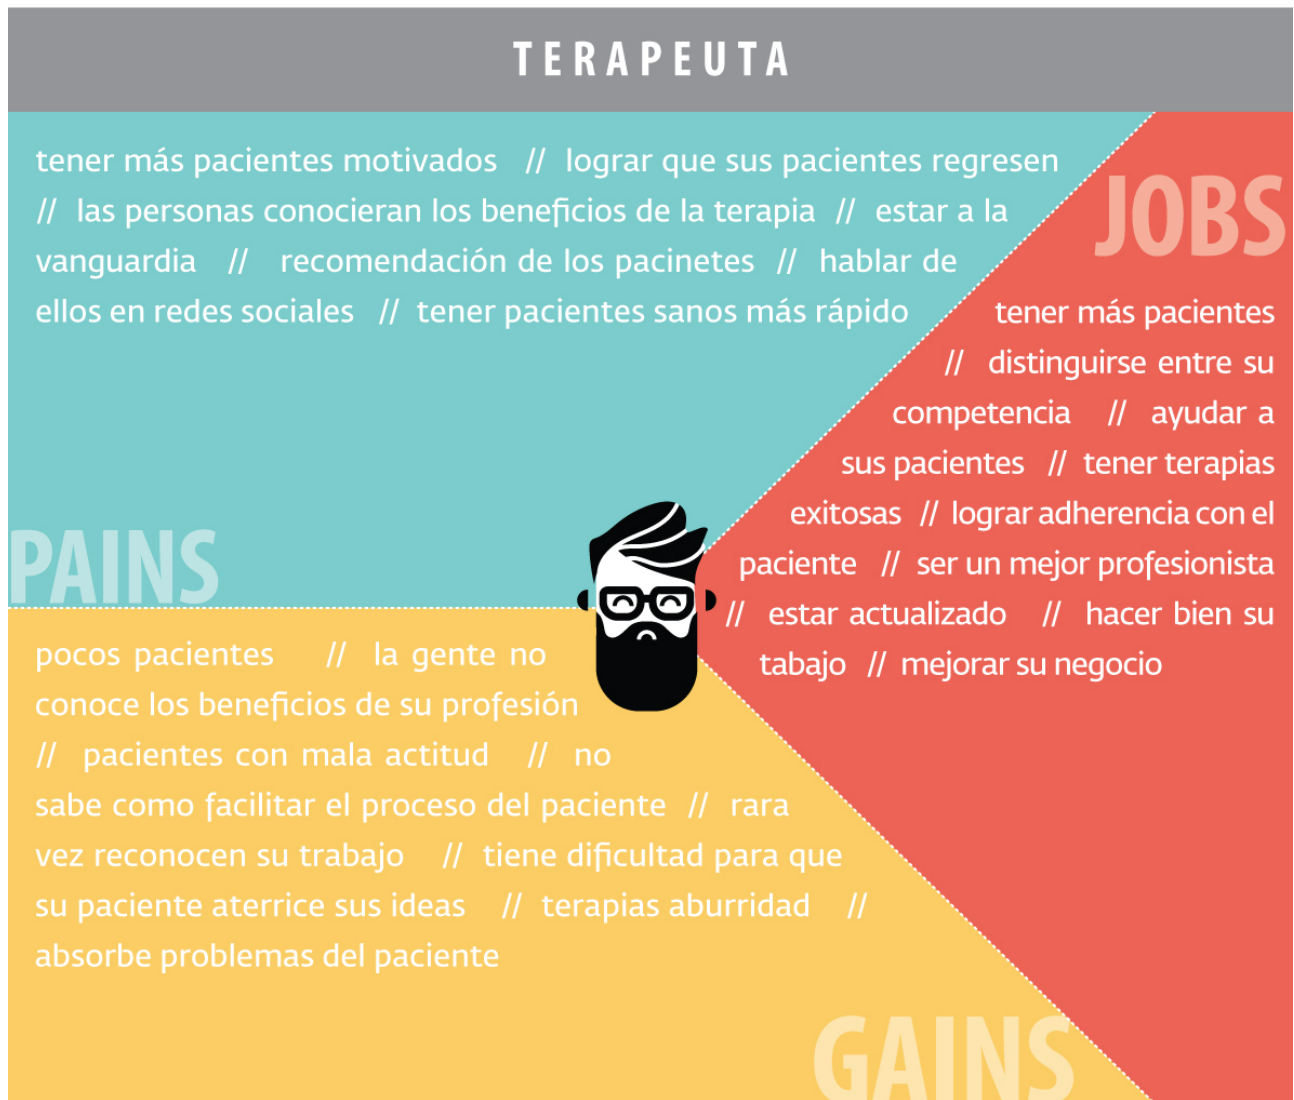 TERAPEUTA
tener más pacientes motivados // lograr que sus pacientes regresen
// las personas conocieran los beneficios de la terapia // estar a la
vanguardia // recomendación de los pacinetes // hablar de
ellos en redes sociales // tener pacientes sanos más rápido
PAINS
JOBS
tener más pacientes
// distinguirse entre su
competencia // ayudar a
sus pacientes // tener terapias
exitosas // lograr adherencia con el
paciente // ser un mejor profesionista
// estar actualizado // hacer bien su
tabajo // mejorar su negocio
pocos pacientes // la gente no
conoce los beneficios de su profesión
// pacientes con mala actitud // no
sabe como facilitar el proceso del paciente // rara
vez reconocen su trabajo // tiene dificultad para que
su paciente aterrice sus ideas // terapias aburridad //
absorbe problemas del paciente
GAINS